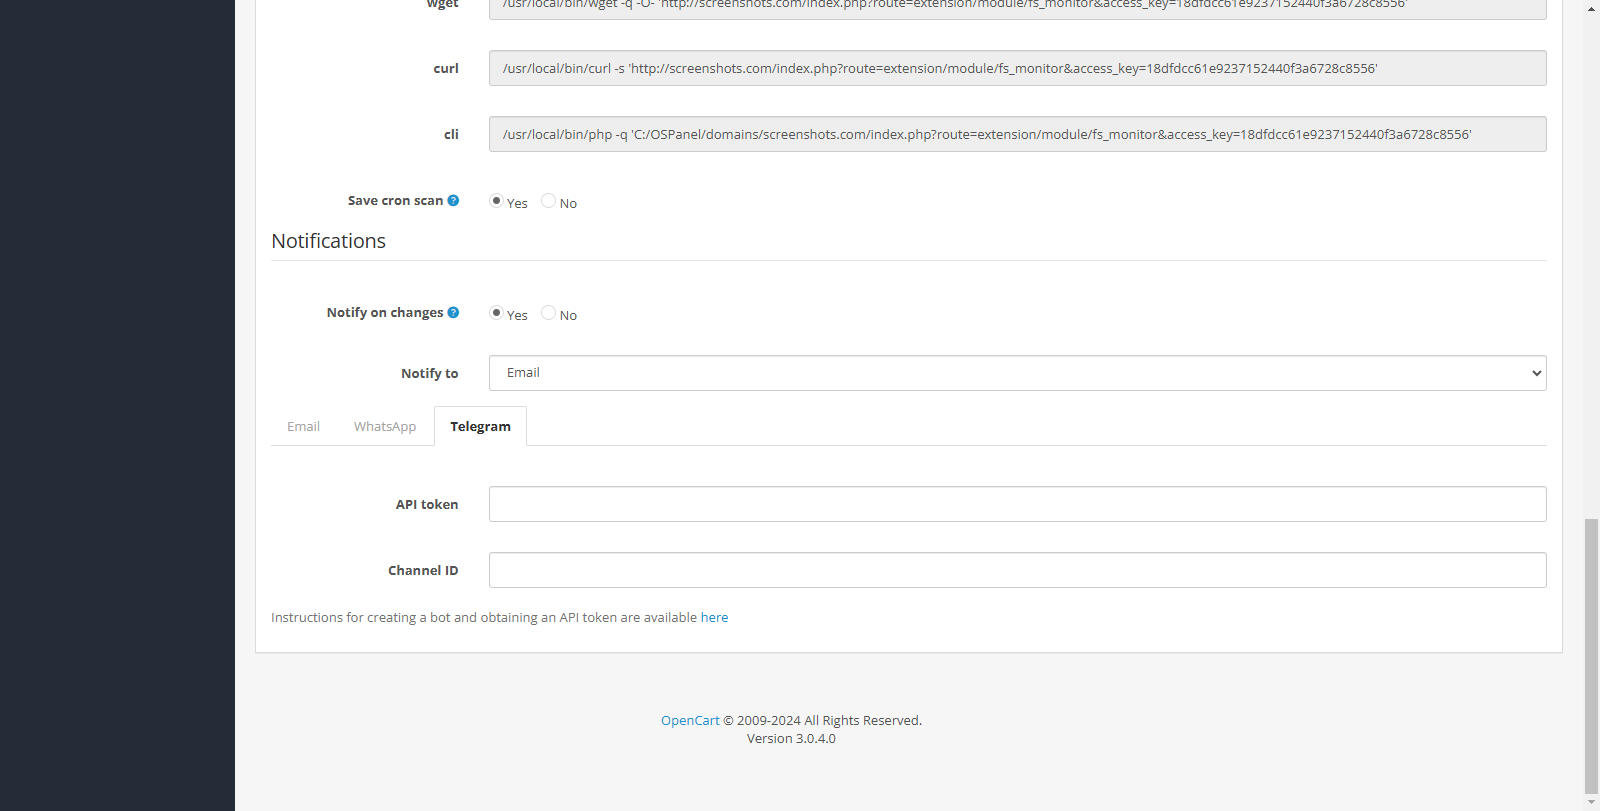 wget
/usr/local/bin/wget -q -O- 'http://screenshots.com/index.php?route=extension/module/fs_monitor&access_key=18dfdcc61e9237152440f3a6728c8556'
curl
/usr/local/bin/curl -s 'http://screenshots.com/index.php?route=extension/module/fs_monitor&access_key=18dfdcc61e9237152440f3a6728c8556'
cli
/usr/local/bin/php -q 'C:/OSPanel/domains/screenshots.com/index.php?route=extension/module/fs_monitor&access_key=18dfdcc61e9237152440f3a6728c8556'
Save cron scan ? Yes No
Notifications
Notify on changes ? Yes No
Notify to Email
Email WhatsApp Telegram
API token
Channel ID
Instructions for creating a bot and obtaining an API token are available here
OpenCart © 2009-2024 All Rights Reserved.
Version 3.0.4.0